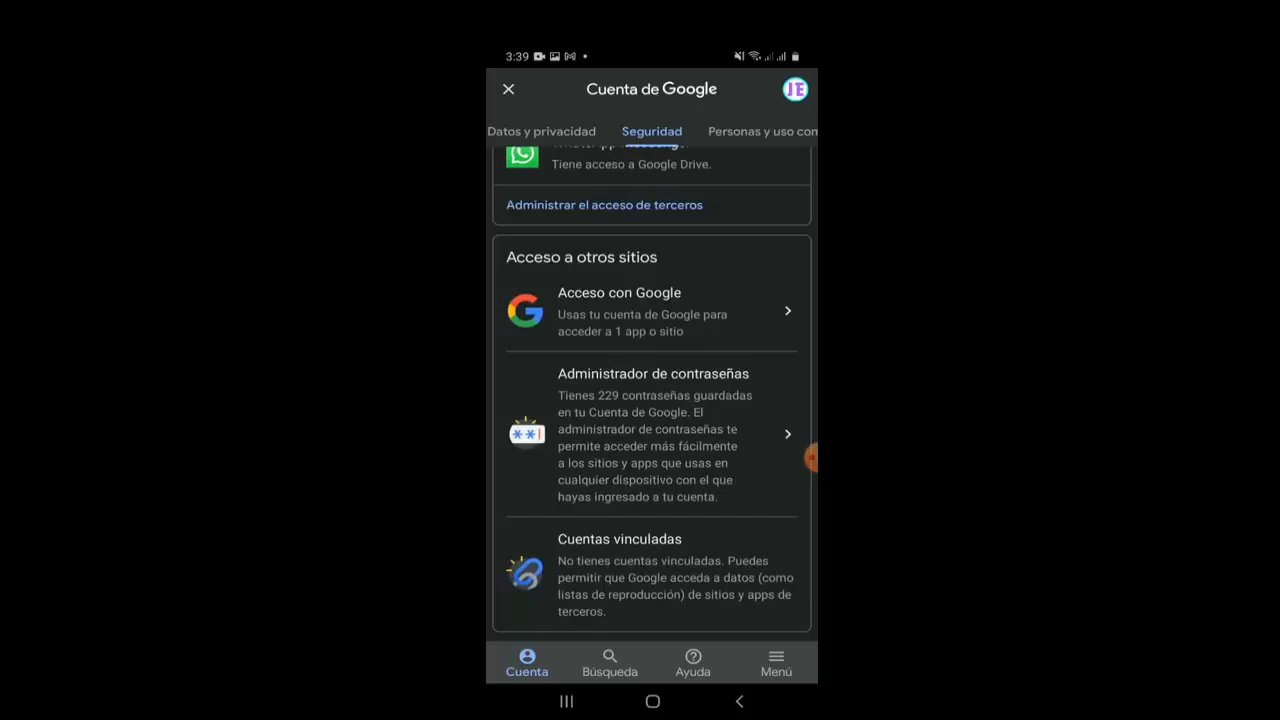 3:39
Cuenta de Google
JE
Datos y privacidad Seguridad Personas y uso com
Tiene acceso a Google Drive.
Administrar el acceso de terceros
Acceso a otros sitios
Acceso con Google
Usas tu cuenta de Google para
acceder a 1 app o sitio
Administrador de contraseñas
Tienes 229 contraseñas guardadas
en tu Cuenta de Google. El
administrador de contraseñas te
permite acceder más fácilmente
a los sitios y apps que usas en
cualquier dispositivo con el que
hayas ingresado a tu cuenta.
Cuentas vinculadas
No tienes cuentas vinculadas. Puedes
permitir que Google acceda a datos (como
listas de reproducción) de sitios y apps de
terceros.
Cuenta Búsqueda Ayuda Menú